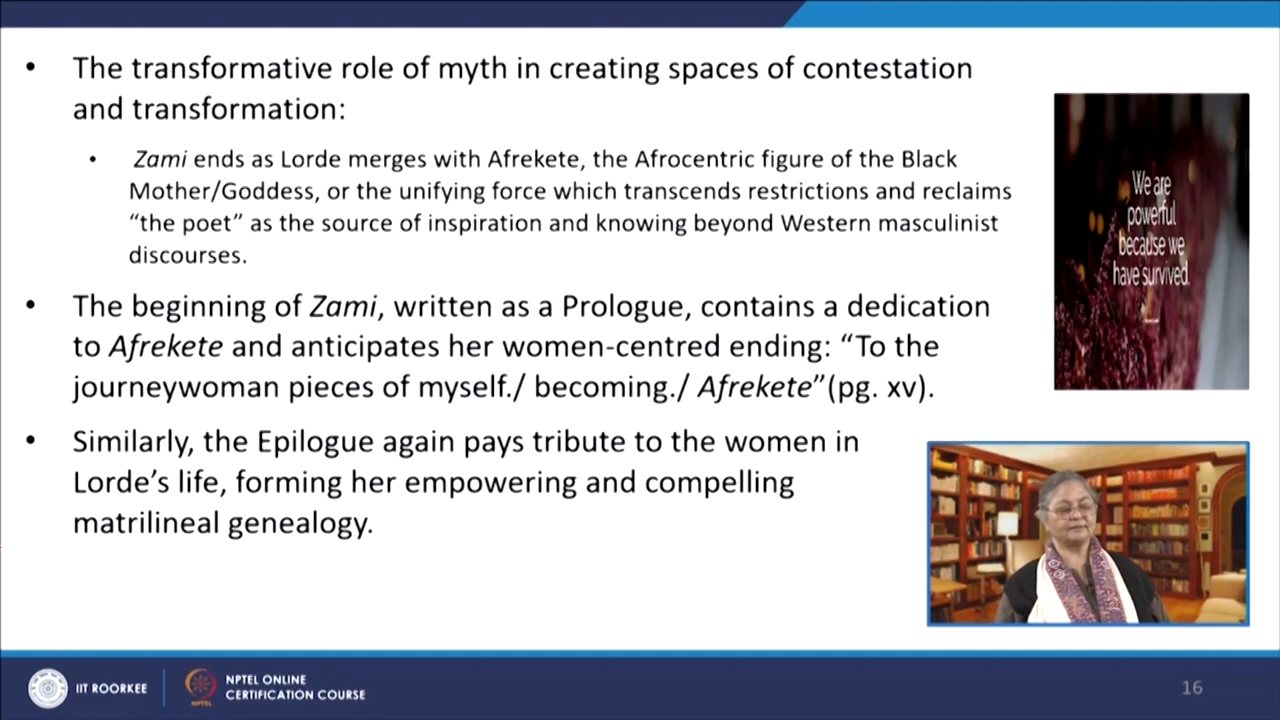 • The transformative role of myth in creating spaces of contestation
and transformation:
• Zami ends as Lorde merges with Afrekete, the Afrocentric figure of the Black
Mother/Goddess, or the unifying force which transcends restrictions and reclaims
“the poet” as the source of inspiration and knowing beyond Western masculinist
discourses.
• The beginning of Zami, written as a Prologue, contains a dedication
to Afrekete and anticipates her women-centred ending: “To the
journeywoman pieces of myself./ becoming./ Afrekete”(pg. xv).
• Similarly, the Epilogue again pays tribute to the women in
Lorde’s life, forming her empowering and compelling
matrilineal genealogy.
We are
powerful
because we
have survived
IIT ROORKEE
NPTEL
NPTEL ONLINE
CERTIFICATION COURSE
16